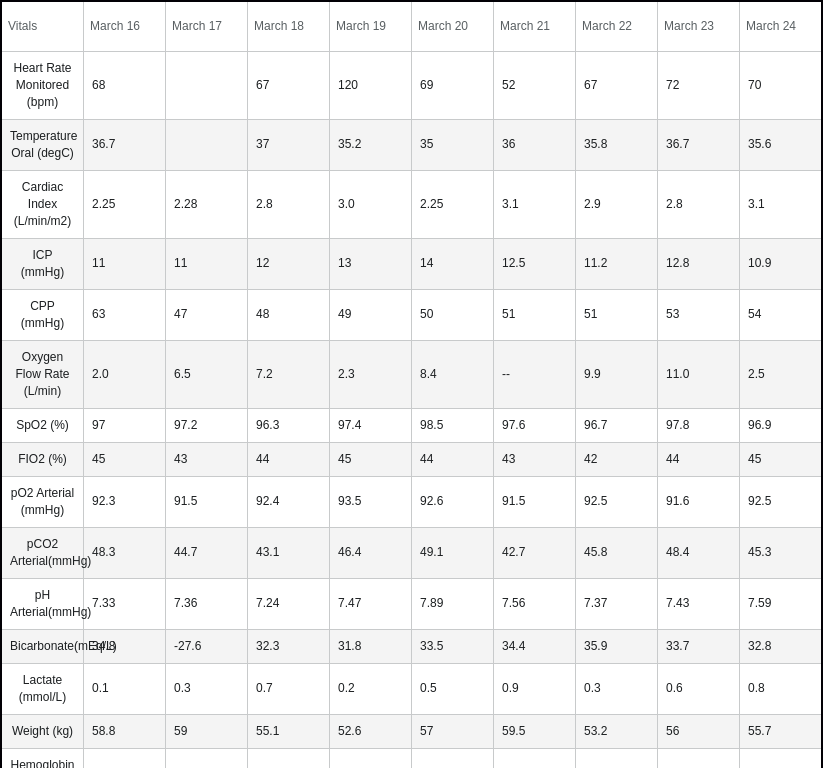 Vitals March 16 March 17 March 18 March 19 March 20 March 21 March 22 March 23 March 24
Heart Rate
Monitored
(bpm)
68 67 120 69 52 67 72 70
Temperature
Oral (degC)
36.7 37 35.2 35 36 35.8 36.7 35.6
Cardiac
Index
(L/min/m2)
2.25 2.28 2.8 3.0 2.25 3.1 2.9 2.8 3.1
ICP
(mmHg)
11 11 12 13 14 12.5 11.2 12.8 10.9
CPP
(mmHg)
63 47 48 49 50 51 51 53 54
Oxygen
Flow Rate
(L/min)
2.0 6.5 7.2 2.3 8.4 -- 9.9 11.0 2.5
SpO2 (%) 97 97.2 96.3 97.4 98.5 97.6 96.7 97.8 96.9
FIO2 (%) 45 43 44 45 44 43 42 44 45
pO2 Arterial
(mmHg)
92.3 91.5 92.4 93.5 92.6 91.5 92.5 91.6 92.5
pCO2
Arterial(mmHg)
48.3 44.7 43.1 46.4 49.1 42.7 45.8 48.4 45.3
pH
Arterial(mmHg)
7.33 7.36 7.24 7.47 7.89 7.56 7.37 7.43 7.59
Bicarbonate(mEq/L) -27.6 32.3 31.8 33.5 34.4 35.9 33.7 32.8
Lactate
(mmol/L)
0.1 0.3 0.7 0.2 0.5 0.9 0.3 0.6 0.8
Weight (kg) 58.8 59 55.1 52.6 57 59.5 53.2 56 55.7
Hemoglobin